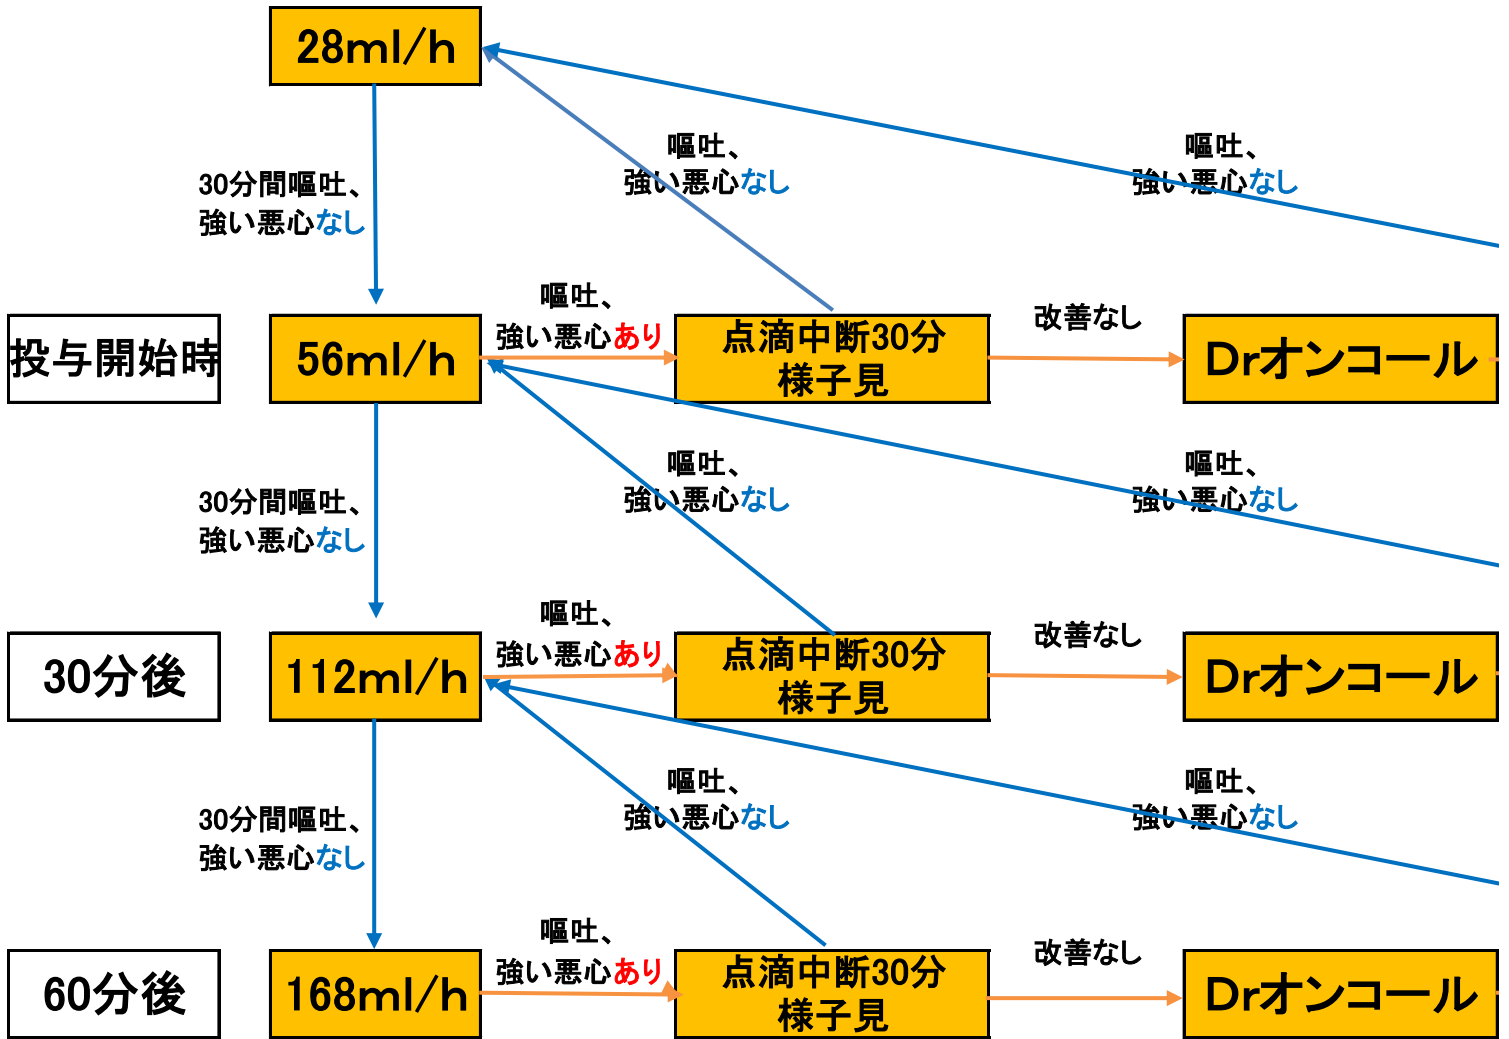 28ml/h
嘔吐、
強い悪心なし
嘔吐、
強い悪心なし
30分間嘔吐、
強い悪心なし
投与開始時
56ml/h
嘔吐、
強い悪心あり
点滴中断30分
様子見
改善なし
Drオンコール
嘔吐、
強い悪心なし
嘔吐、
強い悪心なし
30分間嘔吐、
強い悪心なし
30分後
112ml/h
嘔吐、
強い悪心あり
点滴中断30分
様子見
改善なし
Drオンコール
嘔吐、
強い悪心なし
嘔吐、
強い悪心なし
30分間嘔吐、
強い悪心なし
60分後
168ml/h
嘔吐、
強い悪心あり
点滴中断30分
様子見
改善なし
Drオンコール